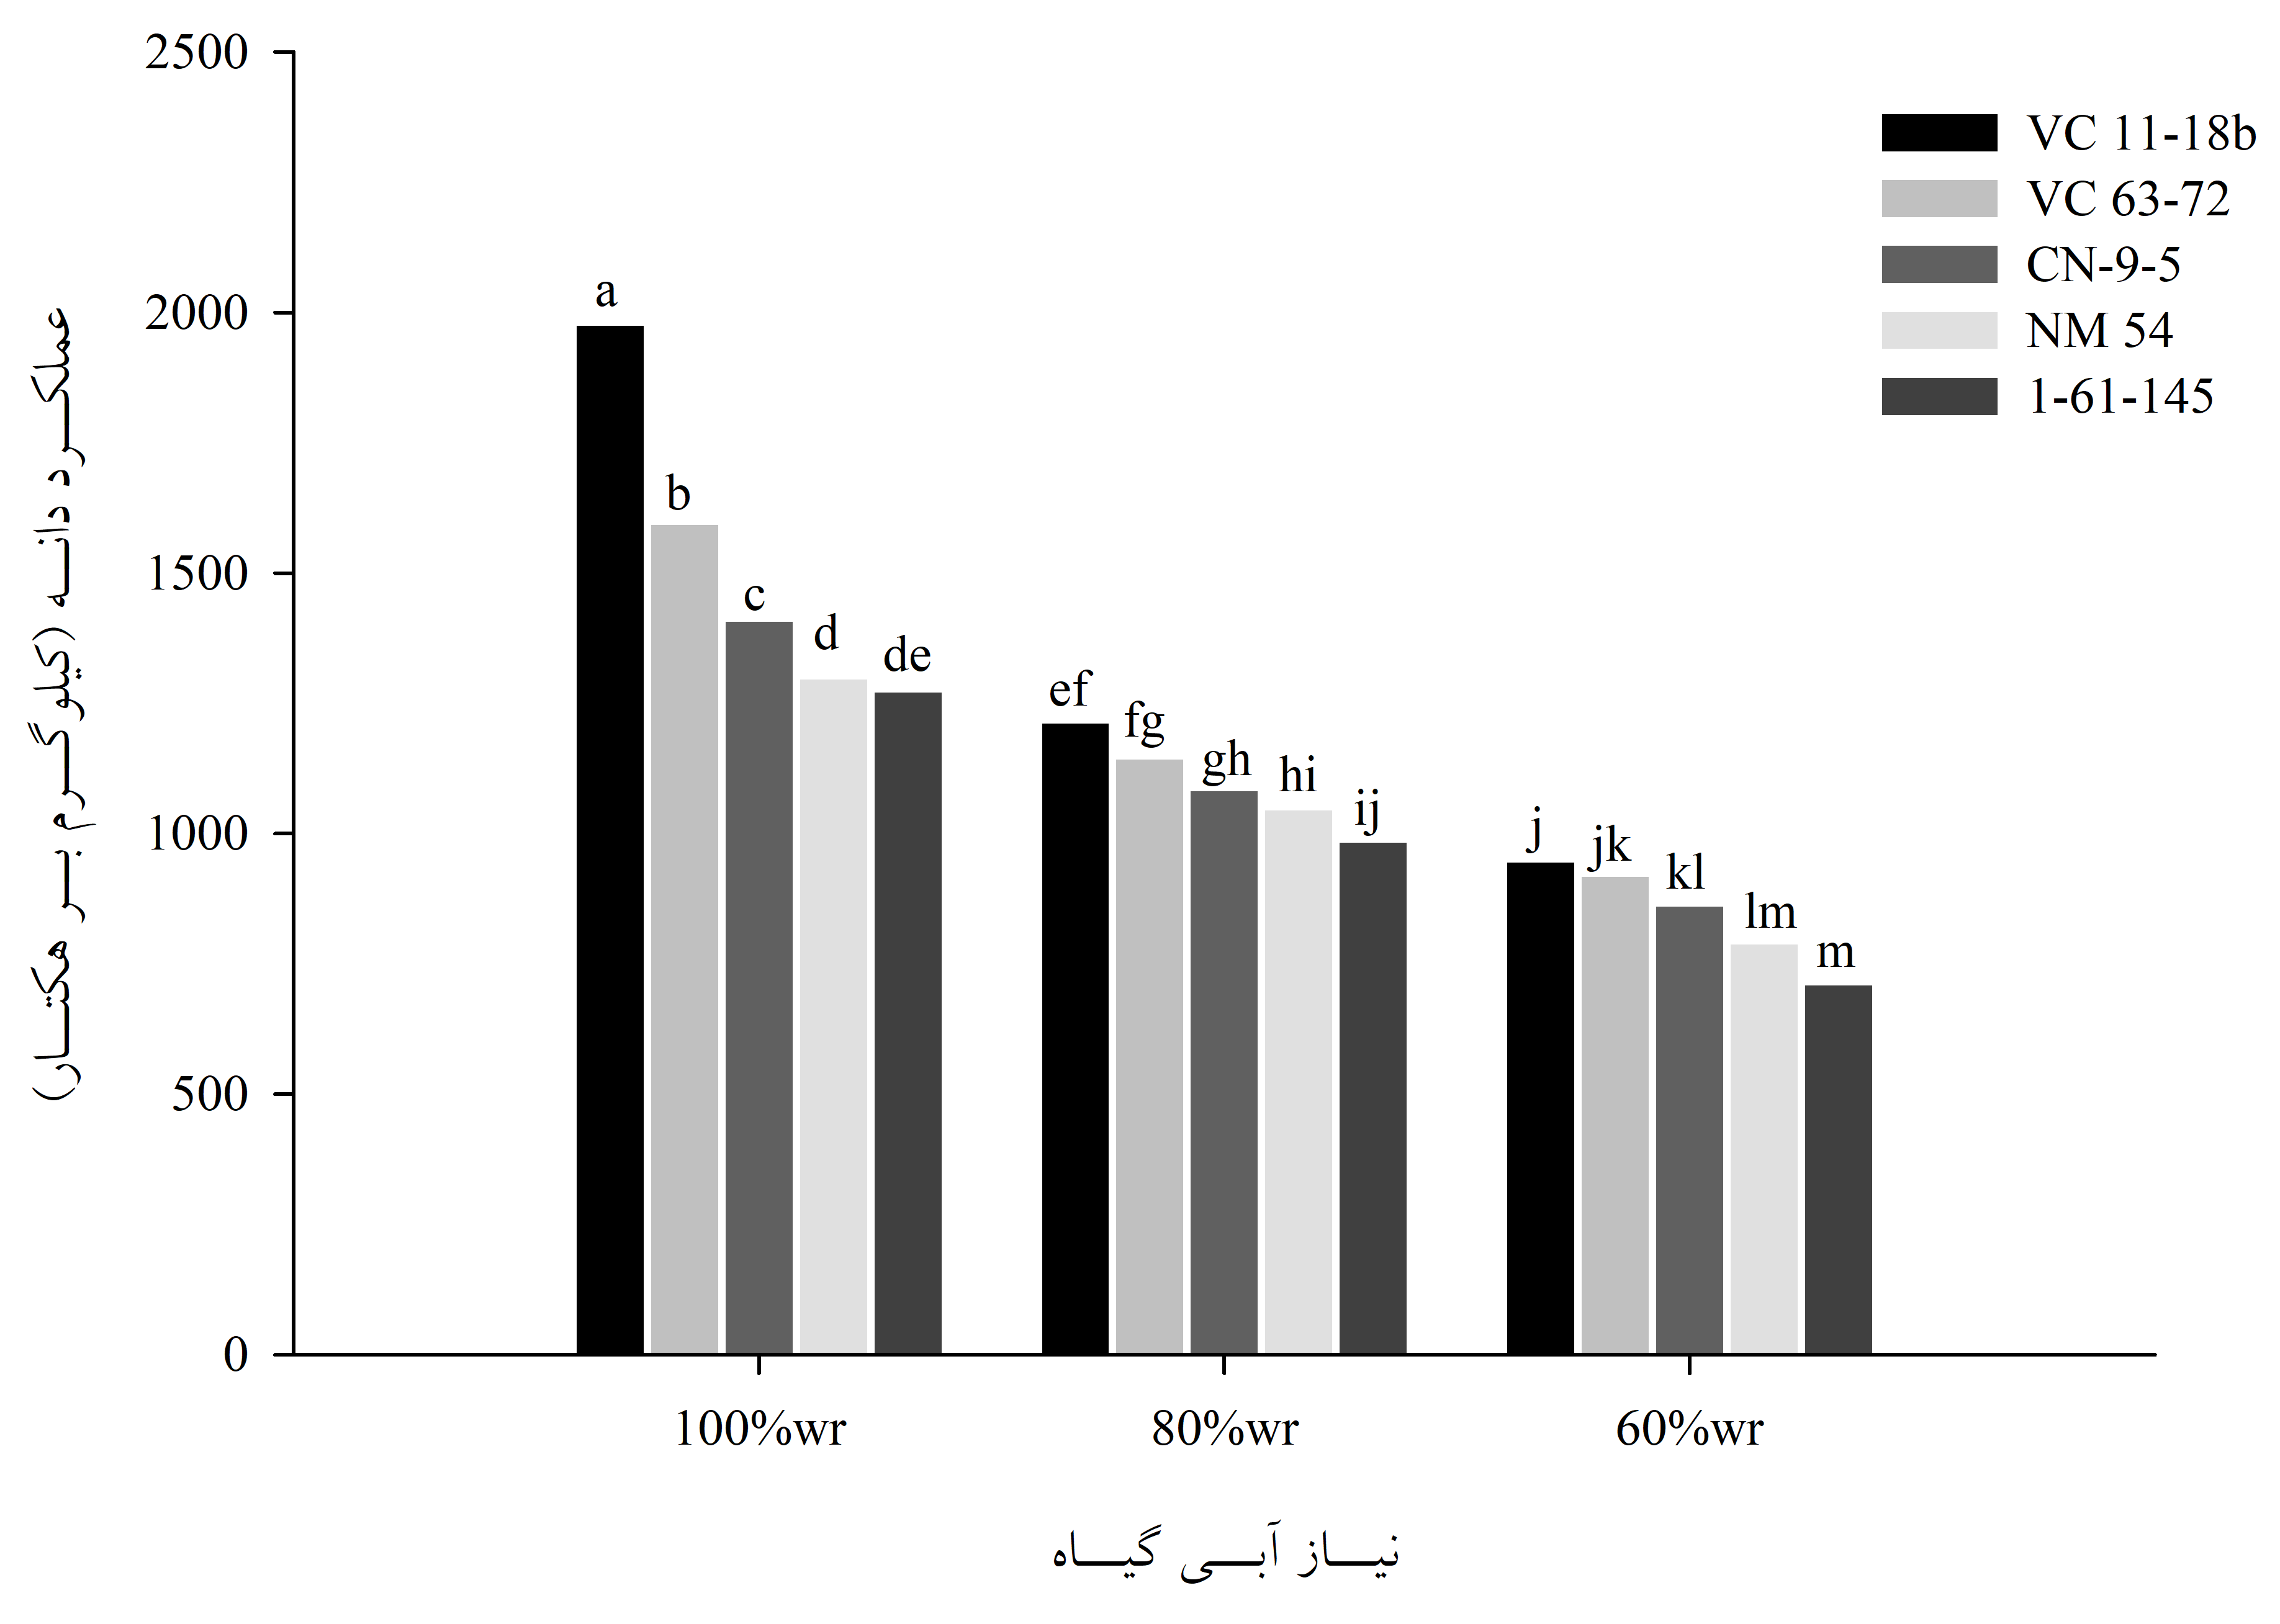 عملکرد دانه (کیلو گرم بر هکتار)
2500
2000
1500
1000
500
0
VC 11-18b
VC 63-72
CN-9-5
NM 54
1-61-145
a
b
c
d
de
ef
fg
gh
hi
ij
j
jk
kl
lm
m
100%wr
80%wr
60%wr
نیاز آبی گیاه